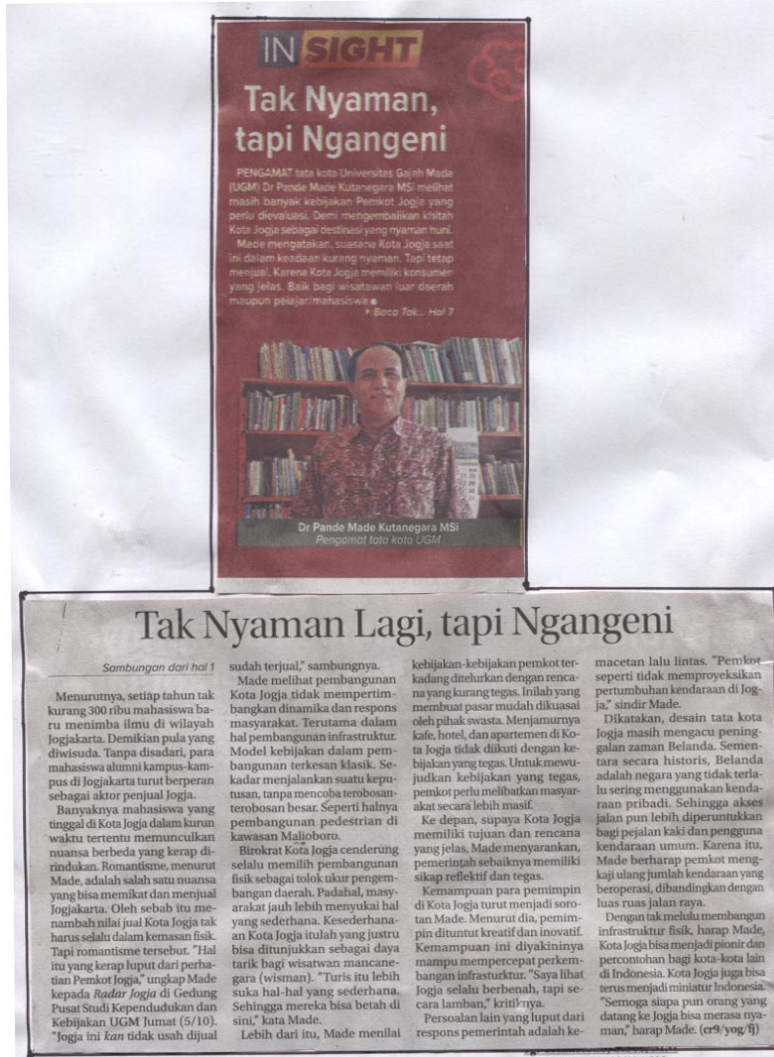 INSIGHT
Tak Nyaman,
tapi Ngangeni
PENGAMAT tata kota Universitas Gajah Mada
(UGM) Dr Pande Made Kutanegara MSi melihat
masih banyak kebijakan Pemkot Jogja yang
perlu dievaluasi. Demi mengembalikan khitah
Kota Jogja sebagai destinasi yang nyaman huni.
Made mengatakan, suasana Kota Jogja saat
ini dalam keadaan kurang nyaman. Tapi tetap
menjual. Karena Kota Jogja memiliki konsumen
yang jelas. Baik bagi wisatawan luar daerah
maupun pelajar/mahasiswa
Baca Tak... Hal 7
Dr Pande Made Kutanegara MSi
Pengamat tata kota UGM
Tak Nyaman Lagi, tapi Ngangeni
Sambungan dari hal 1
Menurutnya, setiap tahun tak
kurang 300 ribu mahasiswa ba-
ru menimba ilmu di wilayah
Jogjakarta. Demikian pula yang
diwisuda. Tanpa disadari, para
mahasiswa alumni kampus-kam-
pus di Jogjakarta turut berperan
sebagai aktor penjual Jogja.
Banyaknya mahasiswa yang
tinggal di Kota Jogja dalam kurun
waktu tertentu memunculkan
nuansa berbeda yang kerap di-
rindukan. Romantisme, menurut
Made, adalah salah satu nuansa
yang bisa memikat dan menjual
Jogjakarta. Oleh sebab itu me-
nambah nilai jual Kota Jogja tak
harus selalu dalam kemasan fisik.
Tapi romantisme tersebut. "Hal
itu yang kerap luput dari perha-
tian Pemkot Jogja," ungkap Made
kepada Radar Jogja di Gedung
Pusat Studi Kependudukan dan
Kebijakan UGM Jumat (5/10).
"Jogja ini kan tidak usah dijual
sudah terjual," sambungnya.
Made melihat pembangunan
Kota Jogja tidak mempertim-
bangkan dinamika dan respons
masyarakat. Terutama dalam
hal pembangunan infrastruktur.
Model kebijakan dalam pem-
bangunan terkesan klasik. Se-
kadar menjalankan suatu kepu-
tusan, tanpa mencoba terobosan-
terobosan besar. Seperti halnya
pembangunan pedestrian di
kawasan Malioboro.
Birokrat Kota Jogja cenderung
selalu memilih pembangunan
fisik sebagai tolok ukur pengem-
bangan daerah. Padahal, masy-
arakat jauh lebih menyukai hal
yang sederhana. Kesederhana-
an Kota Jogja itulah yang justru
bisa ditunjukkan sebagai daya
tarik bagi wisatwan mancane-
gara (wisman). "Turis itu lebih
suka hal-hal yang sederhana.
Sehingga mereka bisa betah di
sini," kata Made.
Lebih dari itu, Made menilai
kebijakan-kebijakan pemkot ter-
kadang ditelurkan dengan renca-
na yang kurang tegas. Inilah yang
membuat pasar mudah dikuasai
oleh pihak swasta. Menjamurnya
kafe, hotel, dan apartemen di Ko-
ta Jogja tidak diikuti dengan ke-
bijakan yang tegas. Untuk mewu-
judkan kebijakan yang tegas,
pemkot perlu melibatkan masyar-
akat secara lebih masif.
Ke depan, supaya Kota Jogja
memiliki tujuan dan rencana
yang jelas, Made menyarankan,
pemerintah sebaiknya memiliki
sikap reflektif dan tegas.
Kemampuan para pemimpin
di Kota Jogja turut menjadi soro-
tan Made. Menurut dia, pemim-
pin dituntut kreatif dan inovatif.
Kemampuan ini diyakininya
mampu mempercepat perkem-
bangan infrasturktur. "Saya lihat
Jogja selalu berbenah, tapi se-
cara lamban," kritiknya.
Persoalan lain yang luput dari
respons pemerintah adalah ke-
macetan lalu lintas. "Pemkot
seperti tidak memproyeksikan
pertumbuhan kendaraan di Jog-
ja," sindir Made.
Dikatakan, desain tata kota
Jogja masih mengacu pening-
galan zaman Belanda. Semen-
tara secara historis, Belanda
adalah negara yang tidak terla-
lu sering menggunakan kenda-
raan pribadi. Sehingga akses
jalan pun lebih diperuntukkan
bagi pejalan kaki dan pengguna
kendaraan umum. Karena itu,
Made berharap pemkot meng-
kaji ulang jumlah kendaraan yang
beroperasi, dibandingkan dengan
luas ruas jalan raya.
Dengan tak melulu membangun
infrastruktur fisik, harap Made,
Kota Jogja bisa menjadi pionir dan
percontohan bagi kota-kota lain
di Indonesia. Kota Jogja juga bisa
terus menjadi miniatur Indonesia.
"Semoga siapa pun orang yang
datang ke Jogja bisa merasa nya-
man," harap Made. (cr9/yog/fj)